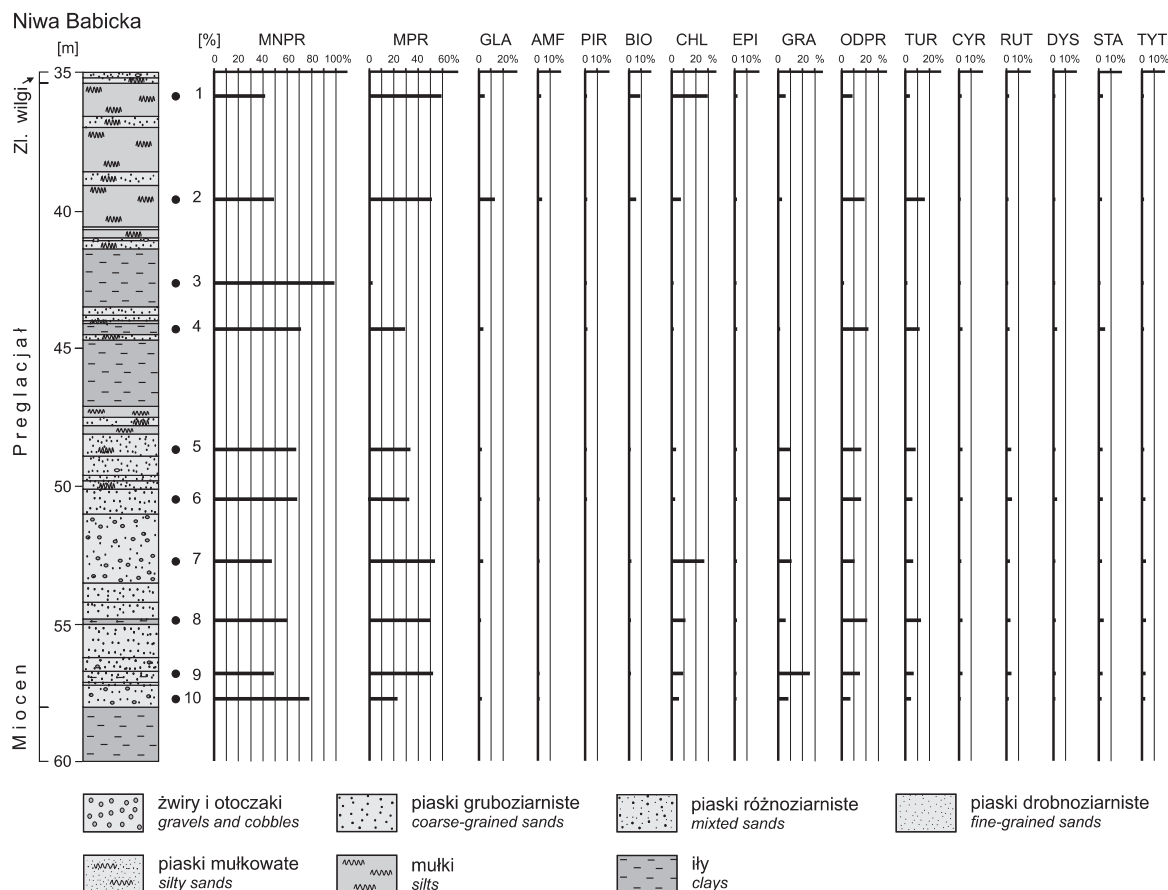 Niwa Babicka
[m]
[%] MNPR MPR GLA AMF PIR BIO CHL EPI GRA ODPR TUR CYR RUT DYS STA TYT
0 20 40 60 80 100% 0 20 40 60% 0 20% 0 10% 0 10% 0 10% 0 20 % 0 10% 0 20 % 0 20 % 0 20% 0 10% 0 10% 0 10% 0 10% 0 10%
35
Zl. wilgi
1
2
40
3
4
Preglacjał
45
5
50
6
7
8
55
9
10
Miocen
60
żwiry i otoczaki
gravels and cobbles
piaski gruboziarniste
coarse-grained sands
piaski różnoziarniste
mixed sands
piaski drobnoziarniste
fine-grained sands
piaski mułkowate
silty sands
mułki
silts
iły
clays